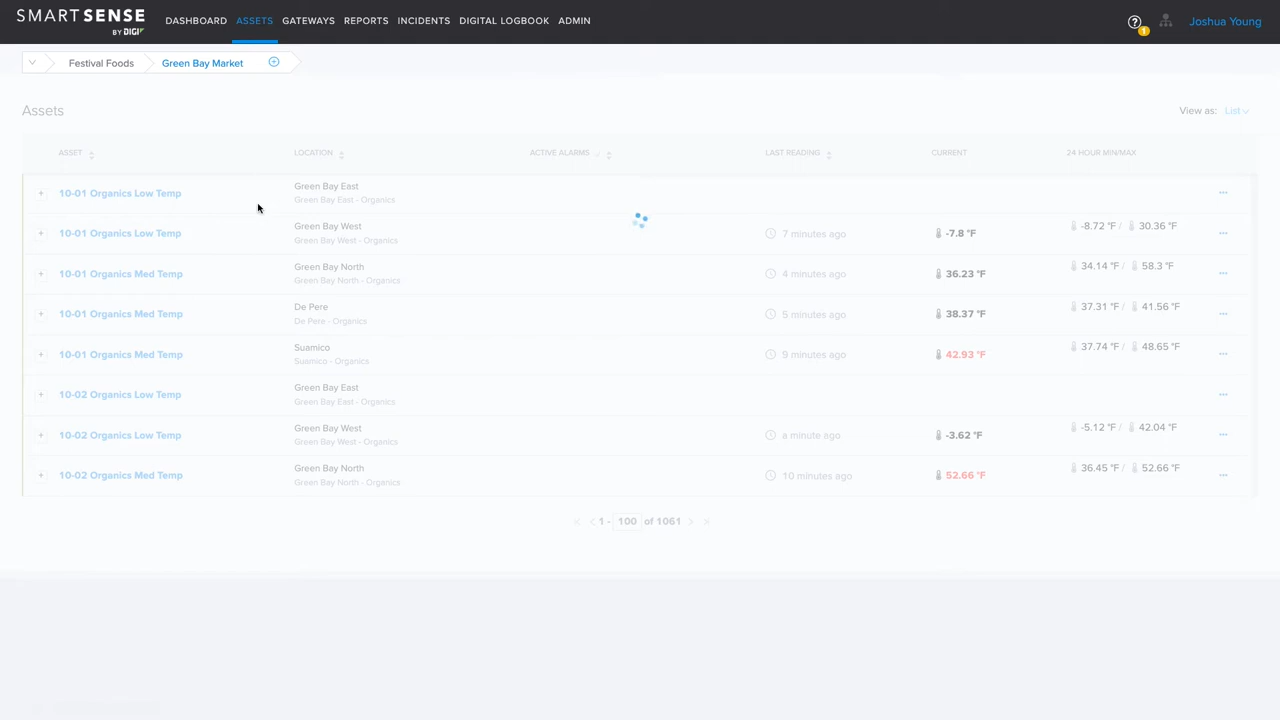 SMARTSENSE
BY DIGI
DASHBOARD ASSETS GATEWAYS REPORTS INCIDENTS DIGITAL LOGBOOK ADMIN
1
Joshua Young
Festival Foods Green Bay Market
Assets
View as: List
ASSET LOCATION ACTIVE ALARMS LAST READING CURRENT 24 HOUR MIN/MAX
+ 10-01 Organics Low Temp Green Bay East
Green Bay East - Organics
+ 10-01 Organics Low Temp Green Bay West 7 minutes ago -7.8 °F -8.72 °F / 30.36 °F
Green Bay West - Organics
+ 10-01 Organics Med Temp Green Bay North 4 minutes ago 36.23 °F 34.14 °F / 58.3 °F
Green Bay North - Organics
+ 10-01 Organics Med Temp De Pere 5 minutes ago 38.37 °F 37.31 °F / 41.56 °F
De Pere - Organics
+ 10-01 Organics Med Temp Suamico 9 minutes ago 42.93 °F 37.74 °F / 48.65 °F
Suamico - Organics
+ 10-02 Organics Low Temp Green Bay East
Green Bay East - Organics
+ 10-02 Organics Low Temp Green Bay West a minute ago -3.62 °F -5.12 °F / 42.04 °F
Green Bay West - Organics
+ 10-02 Organics Med Temp Green Bay North 10 minutes ago 52.66 °F 36.45 °F / 52.66 °F
Green Bay North - Organics
1 - 100 of 1061